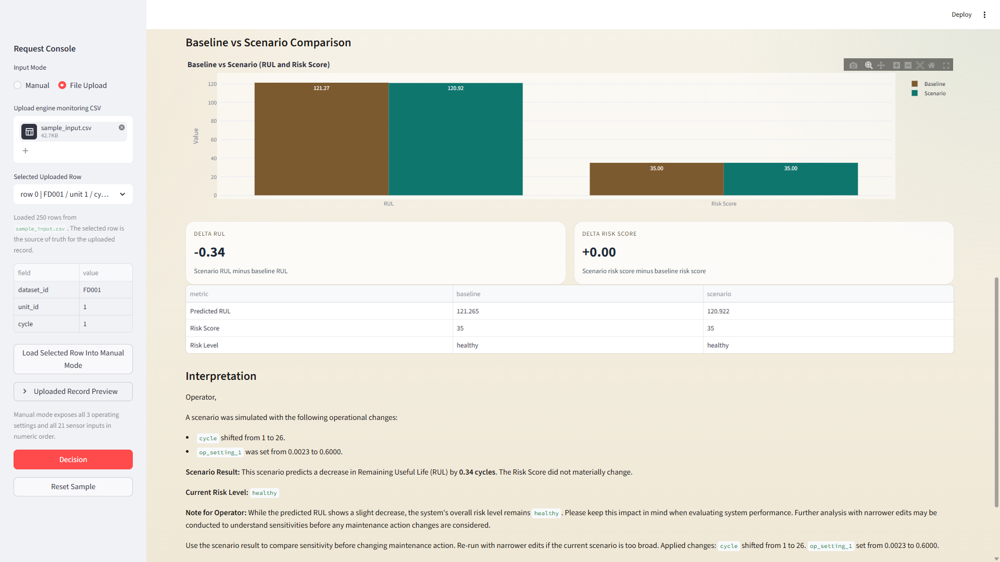 Deploy
Request Console
Input Mode
Manual
File Upload
Upload engine monitoring CSV
sample_input.csv
42.7KB
Selected Uploaded Row
row 0 | FD001 / unit 1 / cy...
Loaded 250 rows from
sample_input.csv . The selected row is
the source of truth for the uploaded
record.
field value
dataset_id FD001
unit_id 1
cycle 1
Load Selected Row Into Manual
Mode
Uploaded Record Preview
Manual mode exposes all 3 operating
settings and all 21 sensor inputs in
numeric order.
Decision
Reset Sample
Baseline vs Scenario Comparison
Baseline vs Scenario (RUL and Risk Score)
Value
120
100
80
60
40
20
0
121.27
120.92
35.00
35.00
RUL
Risk Score
Baseline
Scenario
DELTA RUL
-0.34
Scenario RUL minus baseline RUL
DELTA RISK SCORE
+0.00
Scenario risk score minus baseline risk score
metric baseline scenario
Predicted RUL 121.265 120.922
Risk Score 35 35
Risk Level healthy healthy
Interpretation
Operator,
A scenario was simulated with the following operational changes:
• cycle shifted from 1 to 26.
• op_setting_1 was set from 0.0023 to 0.6000.
Scenario Result: This scenario predicts a decrease in Remaining Useful Life (RUL) by 0.34 cycles. The Risk Score did not materially change.
Current Risk Level: healthy
Note for Operator: While the predicted RUL shows a slight decrease, the system's overall risk level remains healthy . Please keep this impact in mind when evaluating system performance. Further analysis with narrower edits may be
conducted to understand sensitivities before any maintenance action changes are considered.
Use the scenario result to compare sensitivity before changing maintenance action. Re-run with narrower edits if the current scenario is too broad. Applied changes: cycle shifted from 1 to 26. op_setting_1 set from 0.0023 to 0.6000.